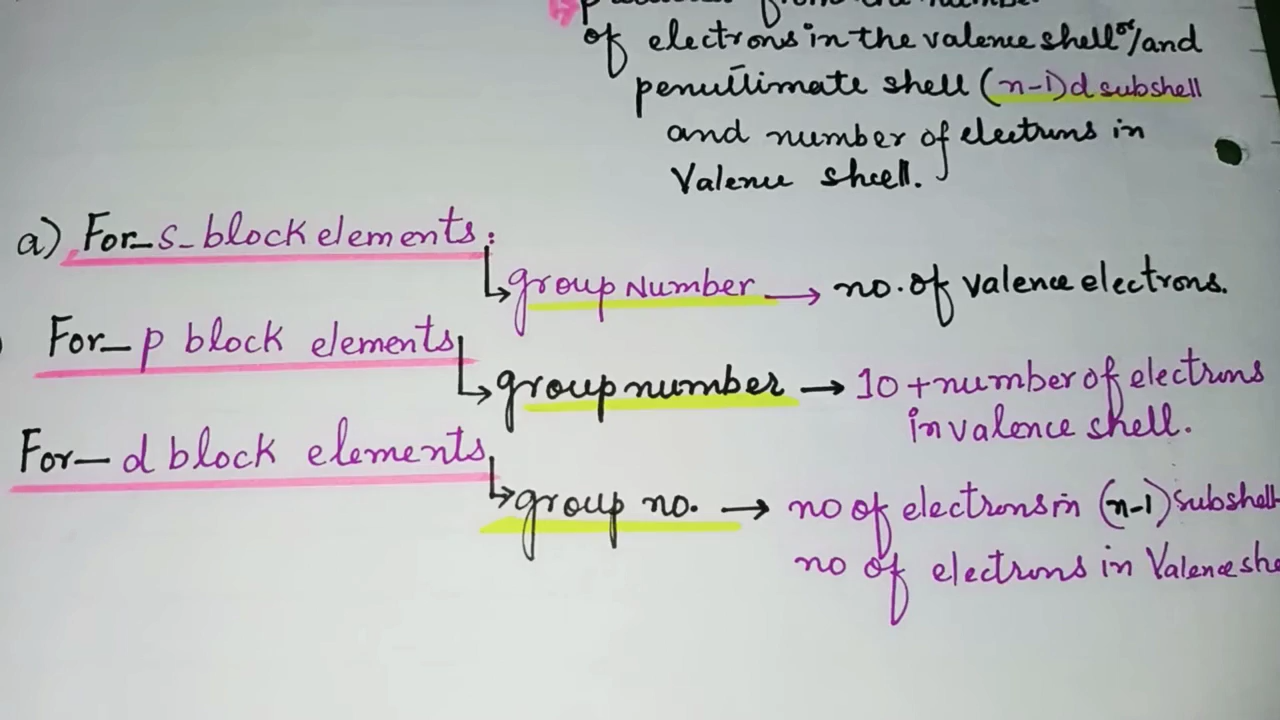 of electrons in the valence shell or/and
penultimate shell (n-1)d subshell
and number of electrons in
Valence shell.
a) For-s-block elements:
group Number → no. of valence electrons.
For-p block elements
group number → 10 + number of electrons
in valence shell.
For-d block elements
group no. → no of electrons in (n-1) subshell
no of electrons in Valence she